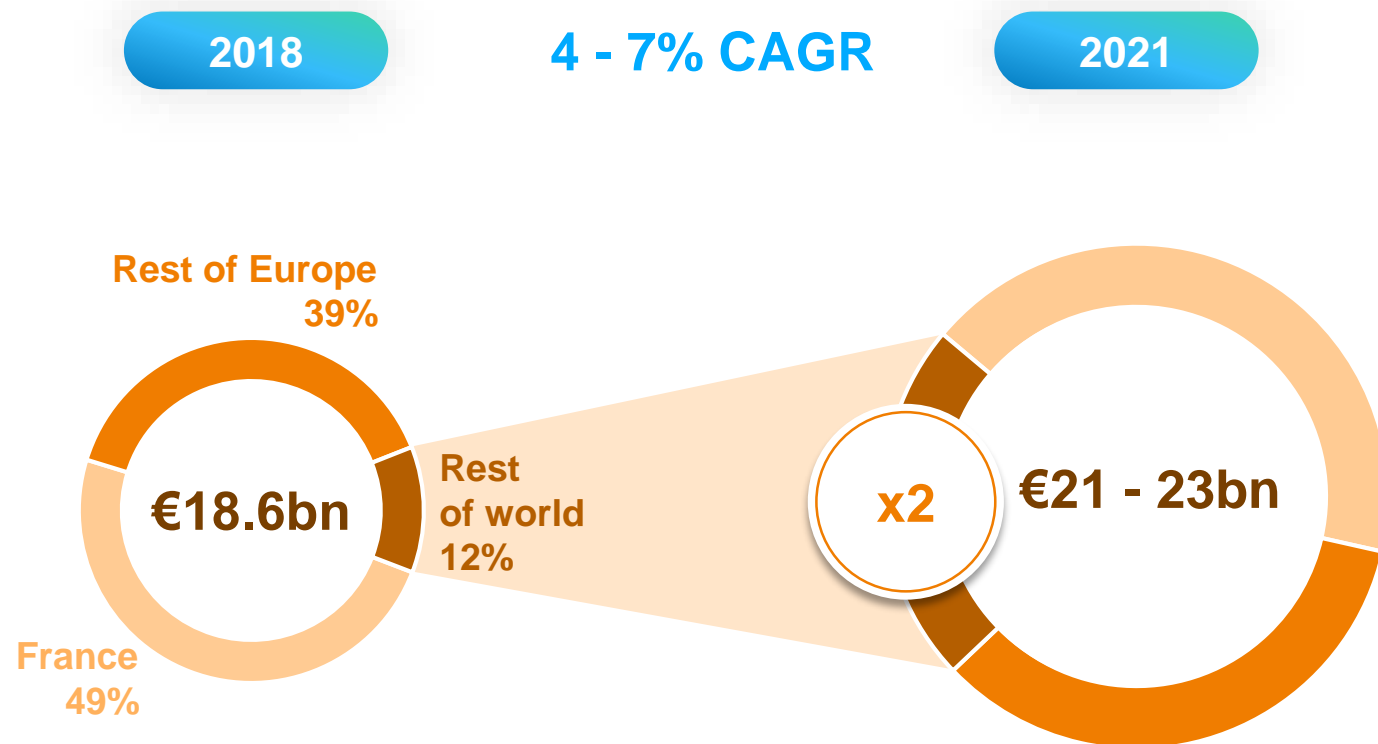 2018
4 - 7% CAGR
2021
Rest of Europe
39%
€18.6bn
Rest
of world
12%
France
49%
x2
€21 - 23bn